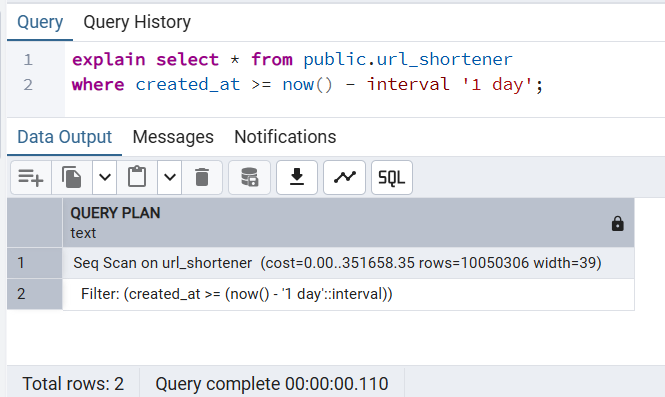 Query Query History
1 explain select * from public.url_shortener
2 where created_at >= now() - interval '1 day';
Data Output Messages Notifications
SQL
QUERY PLAN
text
1 Seq Scan on url_shortener (cost=0.00..351658.35 rows=10050306 width=39)
2 Filter: (created_at >= (now() - '1 day'::interval))
Total rows: 2 Query complete 00:00:00.110